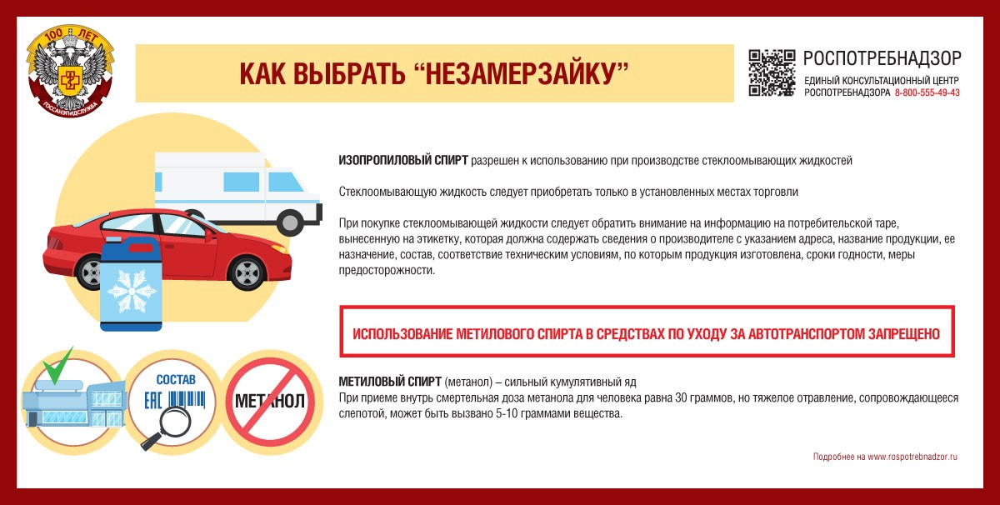 100 ЛЕТ
ГОССАНЭПИДСЛУЖБА
КАК ВЫБРАТЬ “НЕЗАМЕРЗАЙКУ”
РОСПОТРЕБНАДЗОР
ЕДИНЫЙ КОНСУЛЬТАЦИОННЫЙ ЦЕНТР
РОСПОТРЕБНАДЗОРА 8-800-555-49-43
ИЗОПРОПИЛОВЫЙ СПИРТ разрешен к использованию при производстве стеклоомывающих жидкостей
Стеклоомывающую жидкость следует приобретать только в установленных местах торговли
При покупке стеклоомывающей жидкости следует обратить внимание на информацию на потребительской таре,
вынесенную на этикетку, которая должна содержать сведения о производителе с указанием адреса, название продукции, ее
назначение, состав, соответствие техническим условиям, по которым продукция изготовлена, сроки годности, меры
предосторожности.
ИСПОЛЬЗОВАНИЕ МЕТИЛОВОГО СПИРТА В СРЕДСТВАХ ПО УХОДУ ЗА АВТОТРАНСПОРТОМ ЗАПРЕЩЕНО
СОСТАВ
ЕАС
МЕТАНОЛ
МЕТИЛОВЫЙ СПИРТ (метанол) – сильный кумулятивный яд
При приеме внутрь смертельная доза метанола для человека равна 30 граммов, но тяжелое отравление, сопровождающееся
слепотой, может быть вызвано 5-10 граммами вещества.
Подробнее на www.rospotrebnadzor.ru